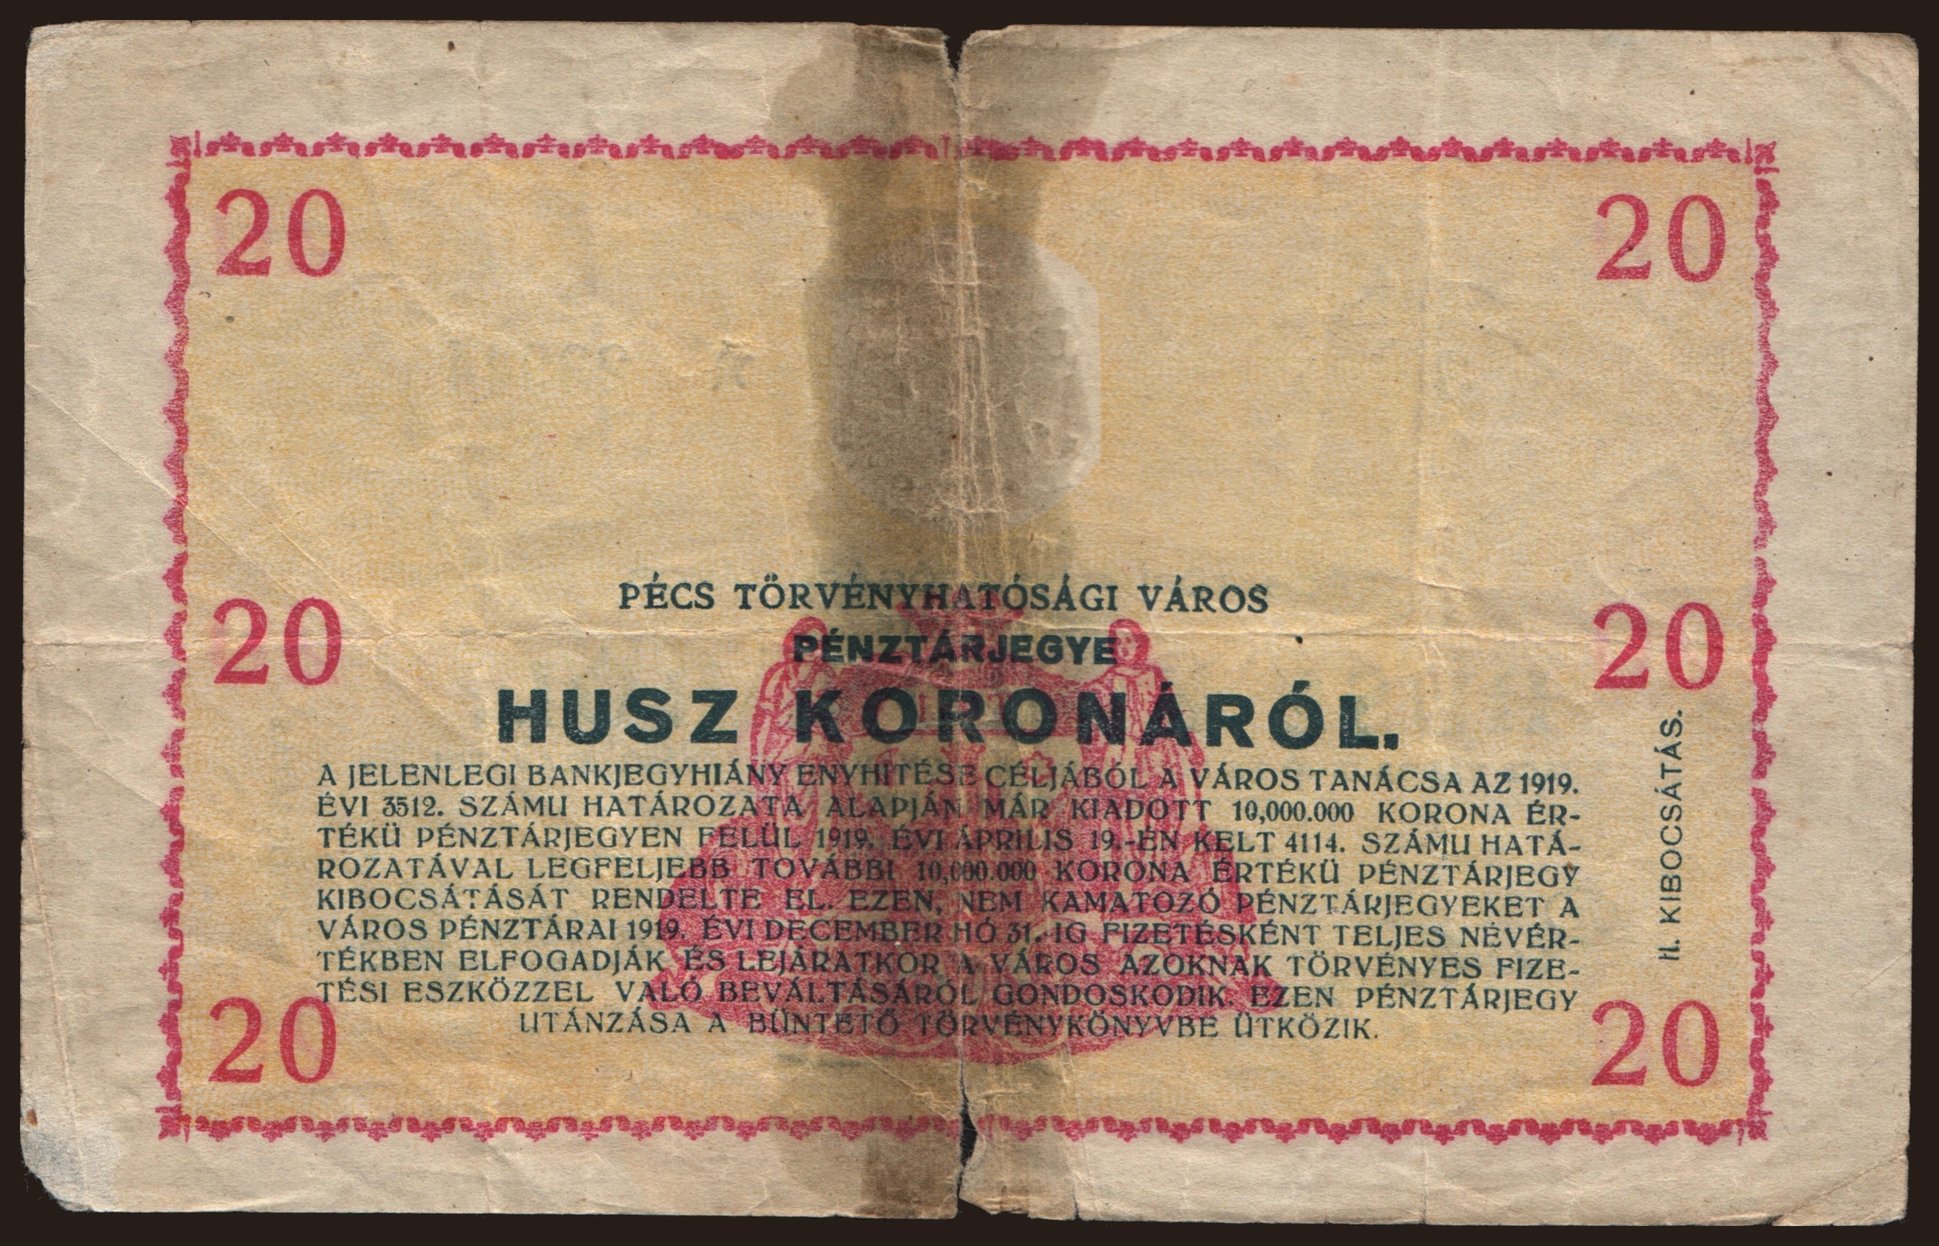 20 20
PÉCS TÖRVÉNYHATÓSÁGI VÁROS
PÉNZTÁRJEGYE
20 20
HUSZ KORONÁRÓL.
A JELENLEGI BANKJEGYHIÁNY ENYHITÉSE CÉLJÁBÓL A VÁROS TANÁCSA AZ 1919.
ÉVI 3512. SZÁMU HATÁROZATA ALAPJÁN MÁR KIADOTT 10,000.000 KORONA ÉR-
TÉKÜ PÉNZTÁRJEGYEN FELÜL 1919. ÉVI ÁPRILIS 19.-ÉN KELT 4114. SZÁMU HATÁ-
ROZATÁVAL LEGFELJEBB TOVÁBBI 10,000.000 KORONA ÉRTÉKÜ PÉNZTÁRJEGY
KIBOCSÁTÁSÁT RENDELTE EL. EZEN, NEM KAMATOZÓ PÉNZTÁRJEGYEKET A
VÁROS PÉNZTÁRAI 1919. ÉVI DECEMBER HÓ 31.-IG FIZETÉSKÉNT TELJES NÉVÉR-
TÉKBEN ELFOGADJÁK ÉS LEJÁRATKOR A VÁROS AZOKNAK TÖRVÉNYES FIZE-
TÉSI ESZKÖZZEL VALÓ BEVÁLTÁSÁRÓL GONDOSKODIK. EZEN PÉNZTÁRJEGY
UTÁNZÁSA A BÜNTETŐ TÖRVÉNYKÖNYVBE ÜTKÖZIK.
II. KIBOCSÁTÁS.
20 20